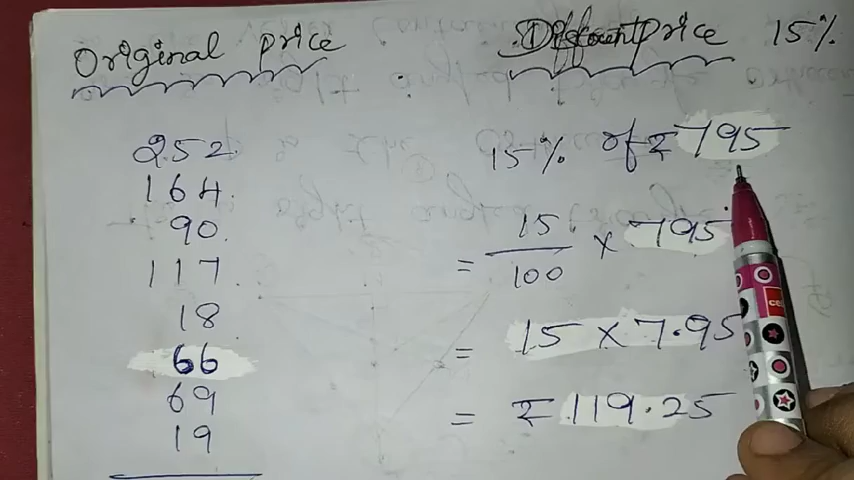 Original Price
252
164
90
117
18
66
69
19
Discount Price 15%
15% of ₹795
= 15/100 × 795
= 15 × 7.95
= ₹119.25